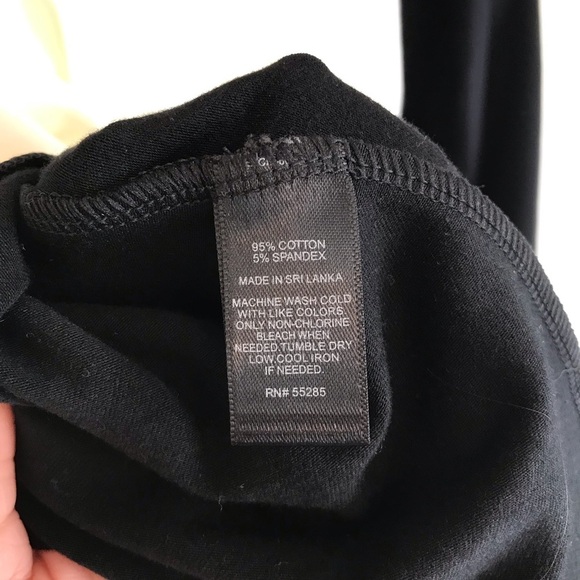 95% COTTON
5% SPANDEX
MADE IN SRI LANKA
MACHINE WASH COLD
WITH LIKE COLORS
ONLY NON-CHLORINE
BLEACH WHEN
NEEDED.TUMBLE DRY
LOW.COOL IRON
IF NEEDED.
RN# 55285